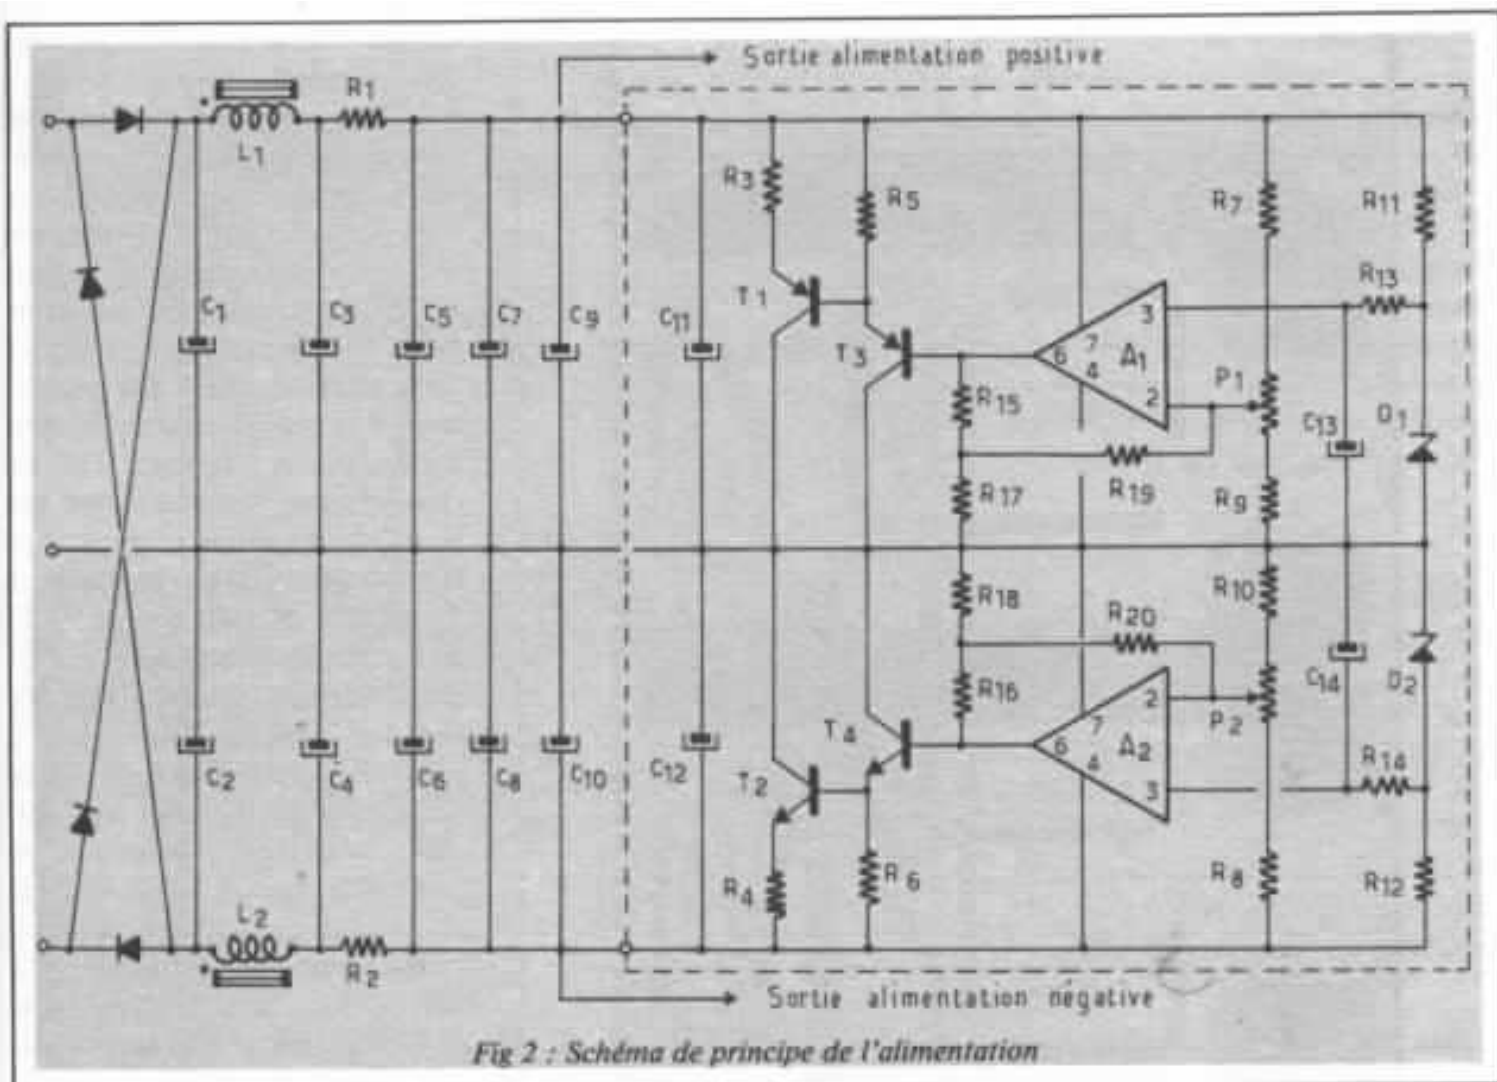 Sortie alimentation positive
R1
L1
R3
R5
R7
R11
R13
T1
C1
C3
C5
C7
C9
C11
T3
6
7
4
A1
3
2
P1
R15
C13
D1
R19
R17
R9
R18
R10
R20
R16
C14
D2
T4
2
7
6
4
A2
3
P2
R14
T2
C2
C4
C6
C8
C10
C12
R4
R6
R8
R12
L2
R2
Sortie alimentation négative
Fig 2 : Schéma de principe de l'alimentation